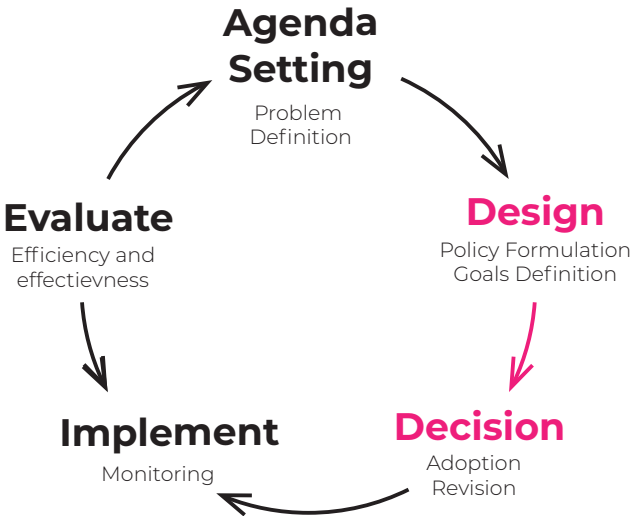 Agenda
Setting
Problem
Definition
Design
Policy Formulation
Goals Definition
Decision
Adoption
Revision
Implement
Monitoring
Evaluate
Efficiency and
effectievness